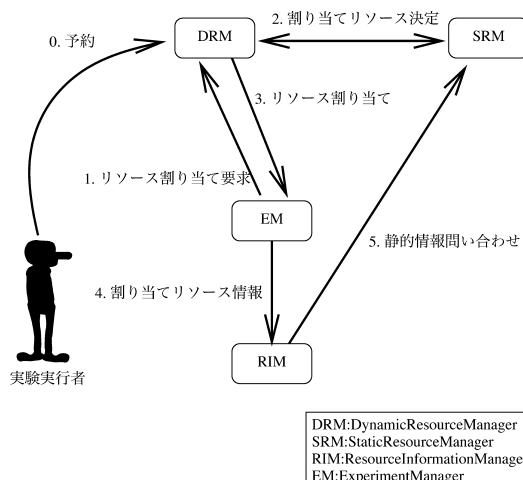 2. 割り当てリソース決定
0. 予約
DRM
SRM
3. リソース割り当て
1. リソース割り当て要求
EM
5. 静的情報問い合わせ
4. 割り当てリソース情報
RIM
実験実行者
DRM:DynamicResourceManager
SRM:StaticResourceManager
RIM:ResourceInformationManage
EM:ExperimentManager